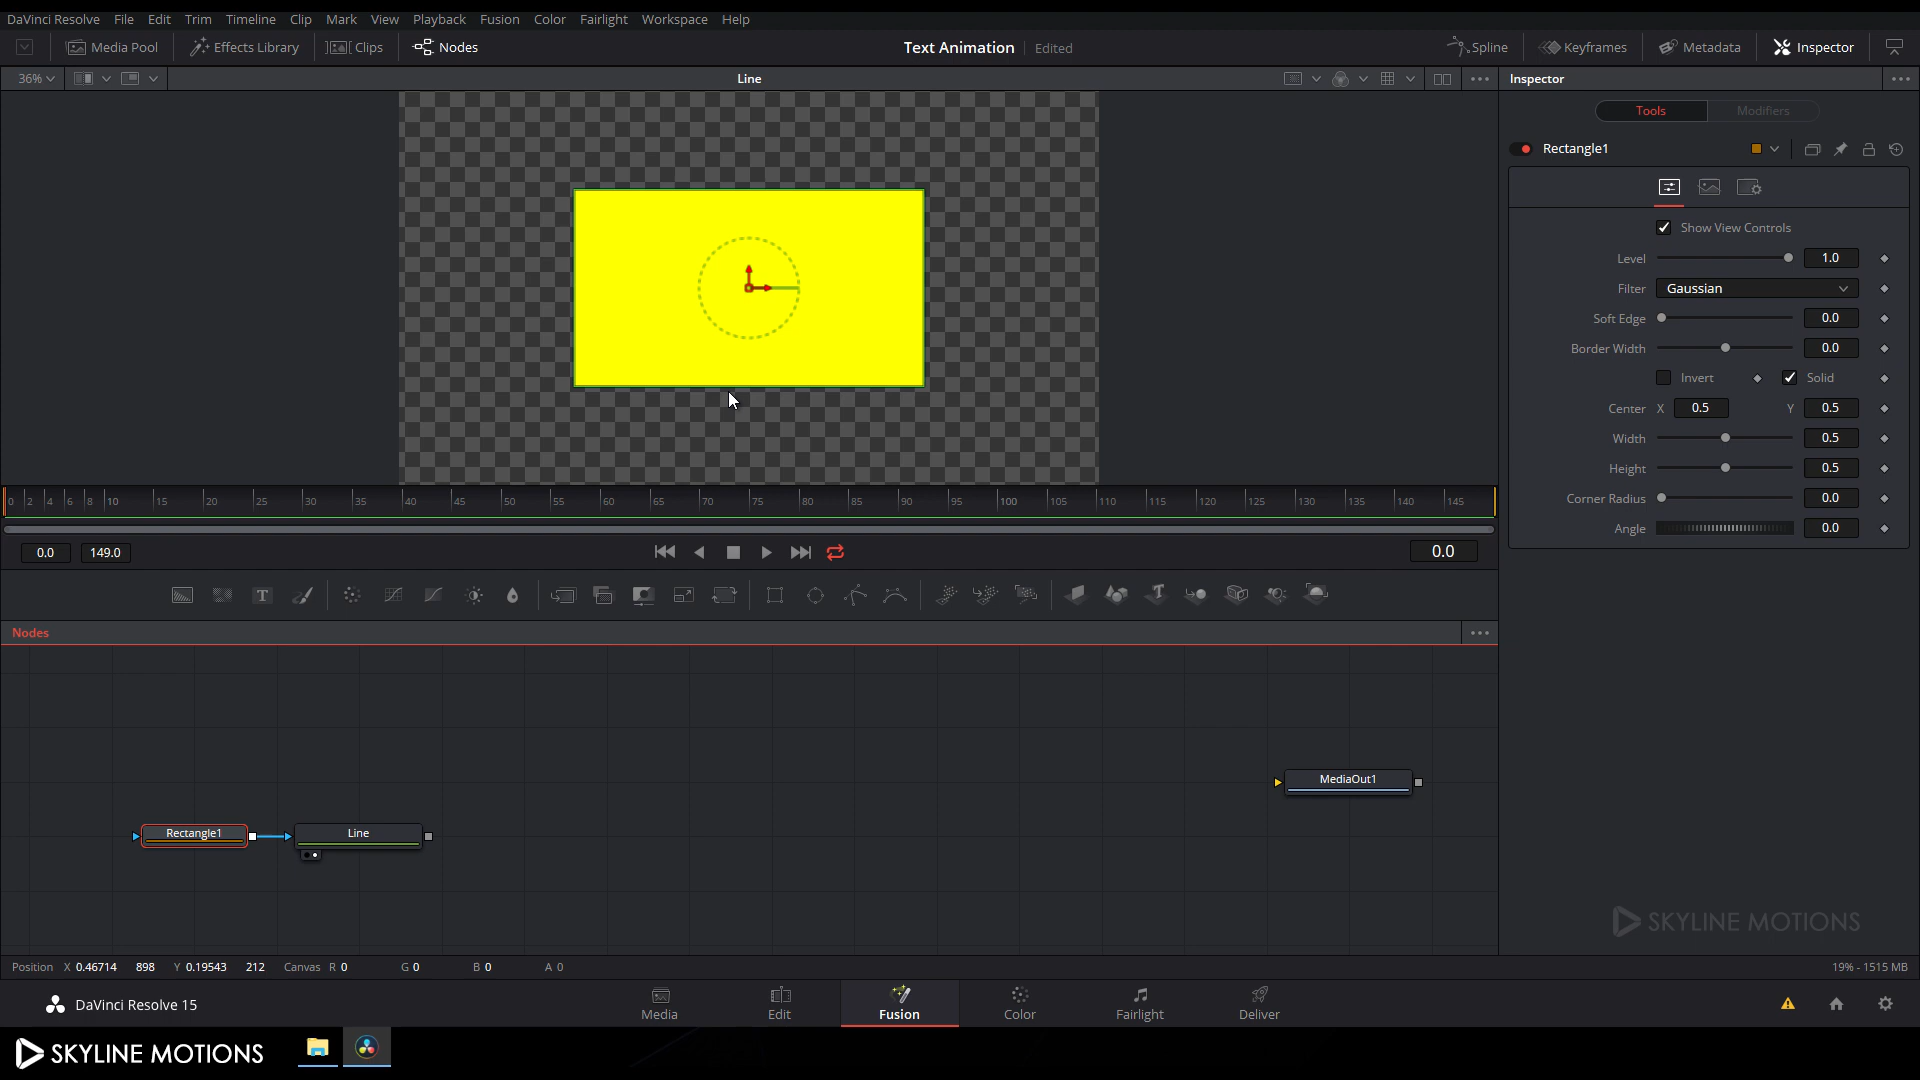 DaVinci Resolve File Edit Trim Timeline Clip Mark View Playback Fusion Color Fairlight Workspace Help
Media Pool Effects Library Clips Nodes Text Animation Edited Spline Keyframes Metadata Inspector
36% Line Inspector
Tools Modifiers
Rectangle1
Show View Controls
Level 1.0
Filter Gaussian
Soft Edge 0.0
Border Width 0.0
Invert Solid
Center X 0.5 Y 0.5
Width 0.5
Height 0.5
Corner Radius 0.0
Angle 0.0
0 2 4 6 8 10 15 20 25 30 35 40 45 50 55 60 65 70 75 80 85 90 95 100 105 110 115 120 125 130 135 140 145
0.0 149.0 0.0
Nodes
MediaOut1
Rectangle1 Line
SKYLINE MOTIONS
Position X 0.46714 898 Y 0.19543 212 Canvas R 0 G 0 B 0 A 0 19% - 1515 MB
DaVinci Resolve 15 Media Edit Fusion Color Fairlight Deliver
SKYLINE MOTIONS